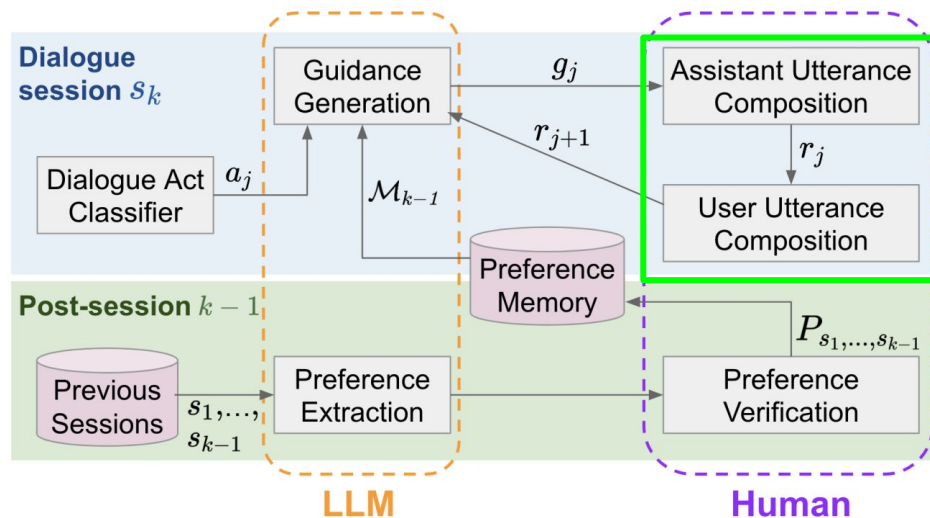 Dialogue
session s_k
Guidance
Generation
g_j
Assistant Utterance
Composition
r_{j+1}
r_j
Dialogue Act
Classifier
a_j
M_{k-1}
User Utterance
Composition
Preference
Memory
Post-session k-1
P_{s_1,...,s_{k-1}}
Previous
Sessions
s_1,...,
s_{k-1}
Preference
Extraction
Preference
Verification
LLM
Human